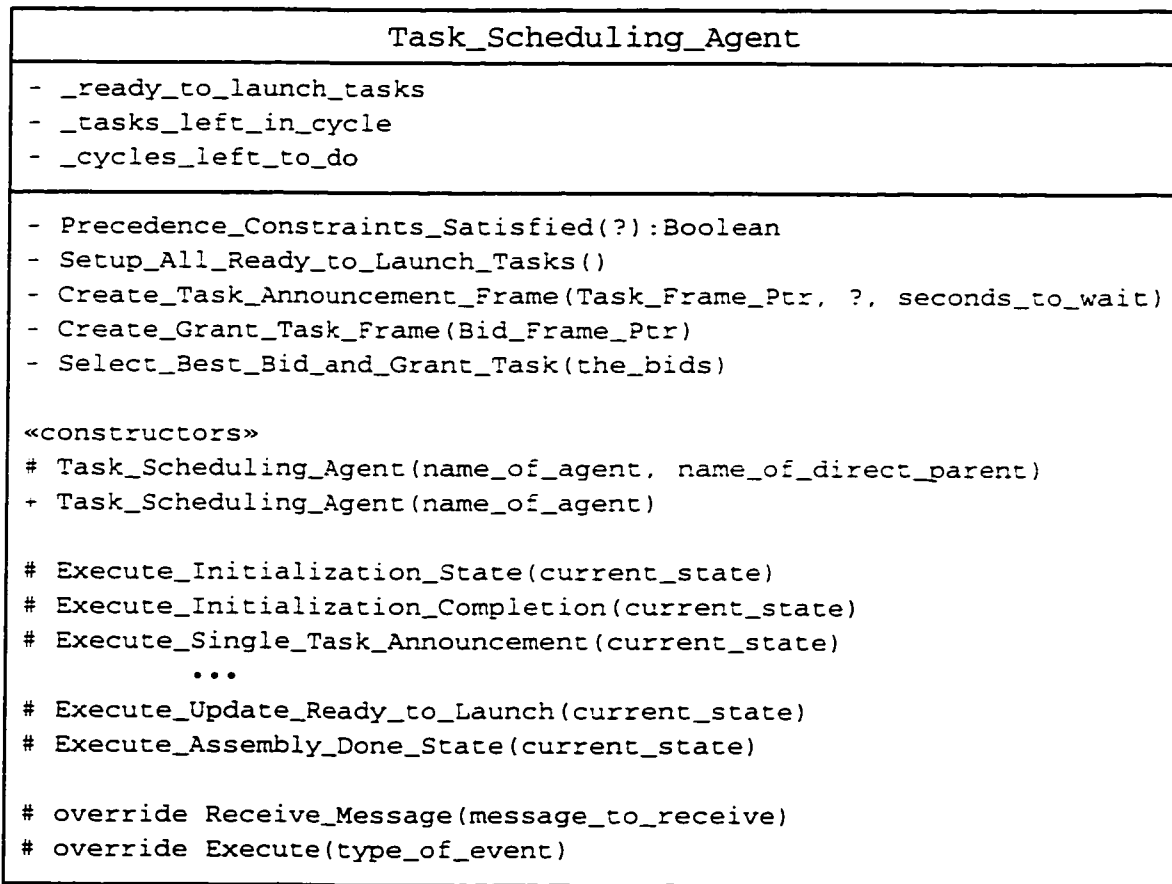 Task_Scheduling_Agent
- _ready_to_launch_tasks
- _tasks_left_in_cycle
- _cycles_left_to_do
- Precedence_Constraints_Satisfied(?):Boolean
- Setup_All_Ready_to_Launch_Tasks()
- Create_Task_Announcement_Frame(Task_Frame_Ptr, ?, seconds_to_wait)
- Create_Grant_Task_Frame(Bid_Frame_Ptr)
- Select_Best_Bid_and_Grant_Task(the_bids)
«constructors»
# Task_Scheduling_Agent(name_of_agent, name_of_direct_parent)
+ Task_Scheduling_Agent(name_of_agent)
# Execute_Initialization_State(current_state)
# Execute_Initialization_Completion(current_state)
# Execute_Single_Task_Announcement(current_state)
•••
# Execute_Update_Ready_to_Launch(current_state)
# Execute_Assembly_Done_State(current_state)
# override Receive_Message(message_to_receive)
# override Execute(type_of_event)